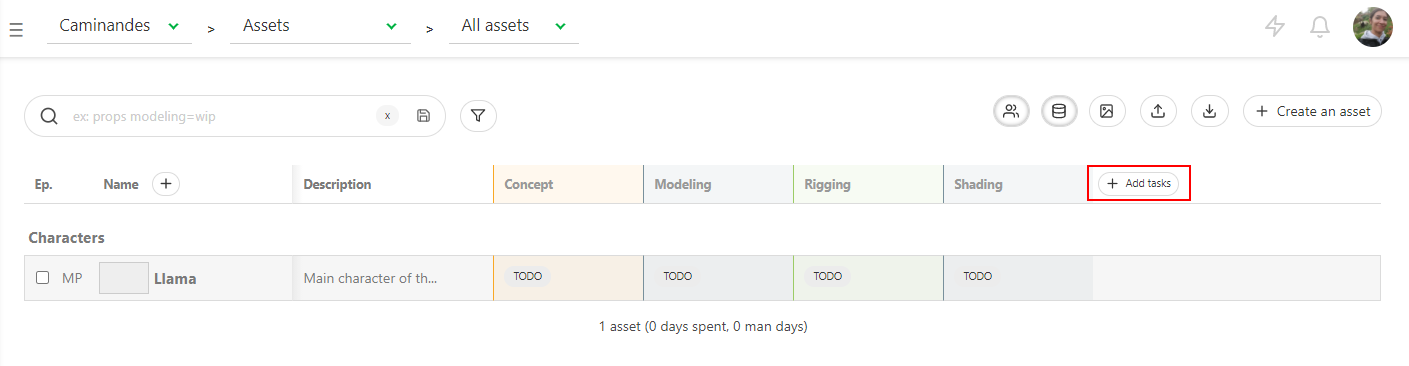 Caminandes > Assets > All assets
ex: props modeling=wip x + Create an asset
Ep. Name + Description Concept Modeling Rigging Shading + Add tasks
Characters
MP Llama Main character of th... TODO TODO TODO TODO
1 asset (0 days spent, 0 man days)